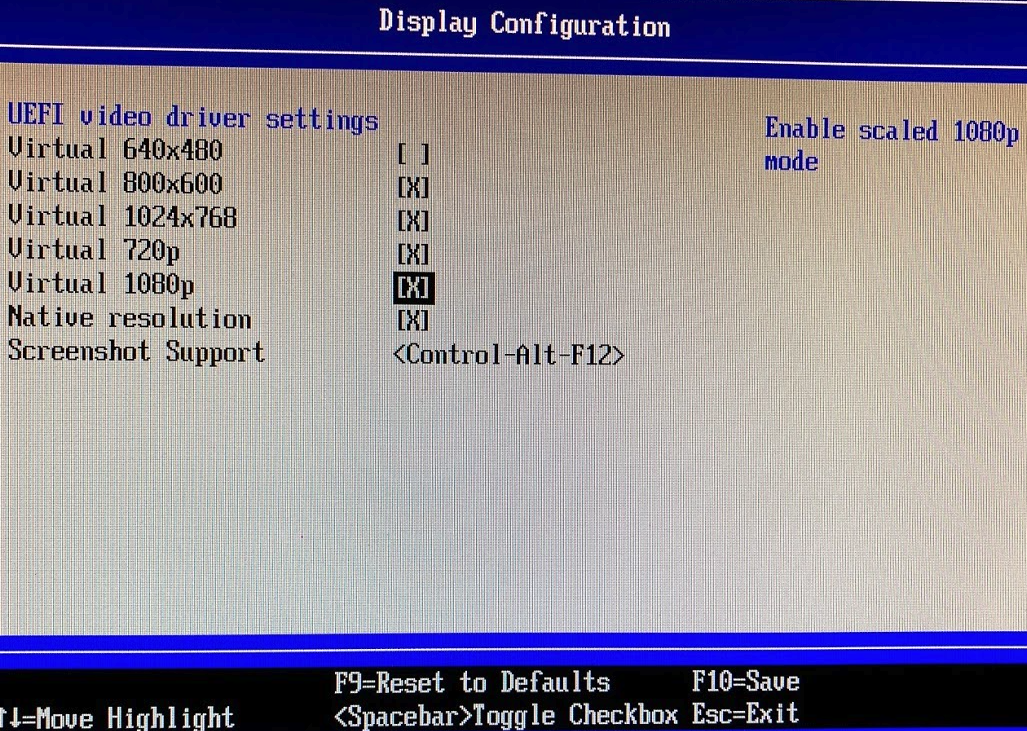 Display Configuration
UEFI video driver settings
Virtual 640x480 [ ]
Virtual 800x600 [X]
Virtual 1024x768 [X]
Virtual 720p [X]
Virtual 1080p [X]
Native resolution [X]
Screenshot Support <Control-Alt-F12>
Enable scaled 1080p
mode
F9=Reset to Defaults F10=Save
↑↓=Move Highlight <Spacebar>Toggle Checkbox Esc=Exit